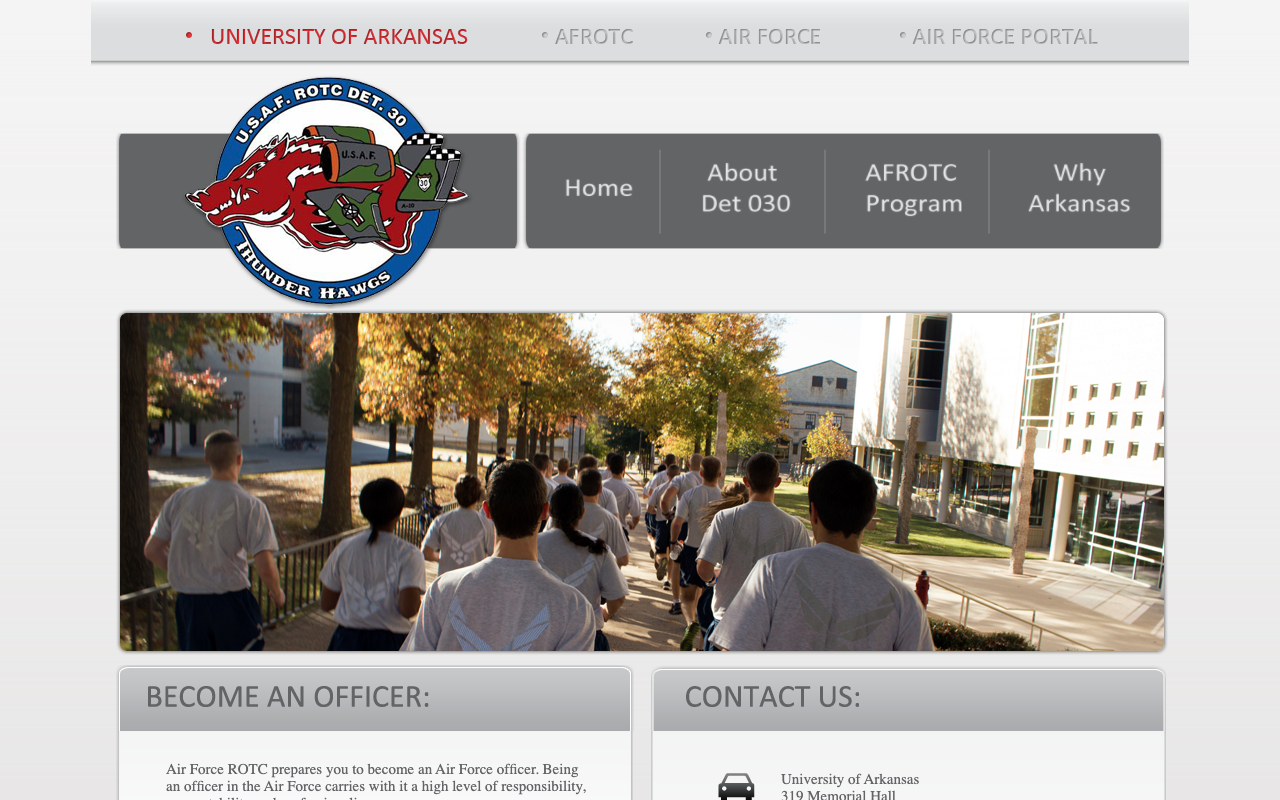 • UNIVERSITY OF ARKANSAS
• AFROTC
• AIR FORCE
• AIR FORCE PORTAL
U.S.A.F. ROTC DET. 30
U.S.A.F.
30
A-10
THUNDER HAWGS
Home
About
Det 030
AFROTC
Program
Why
Arkansas
BECOME AN OFFICER:
Air Force ROTC prepares you to become an Air Force officer. Being
an officer in the Air Force carries with it a high level of responsibility,
CONTACT US:
University of Arkansas
319 Memorial Hall